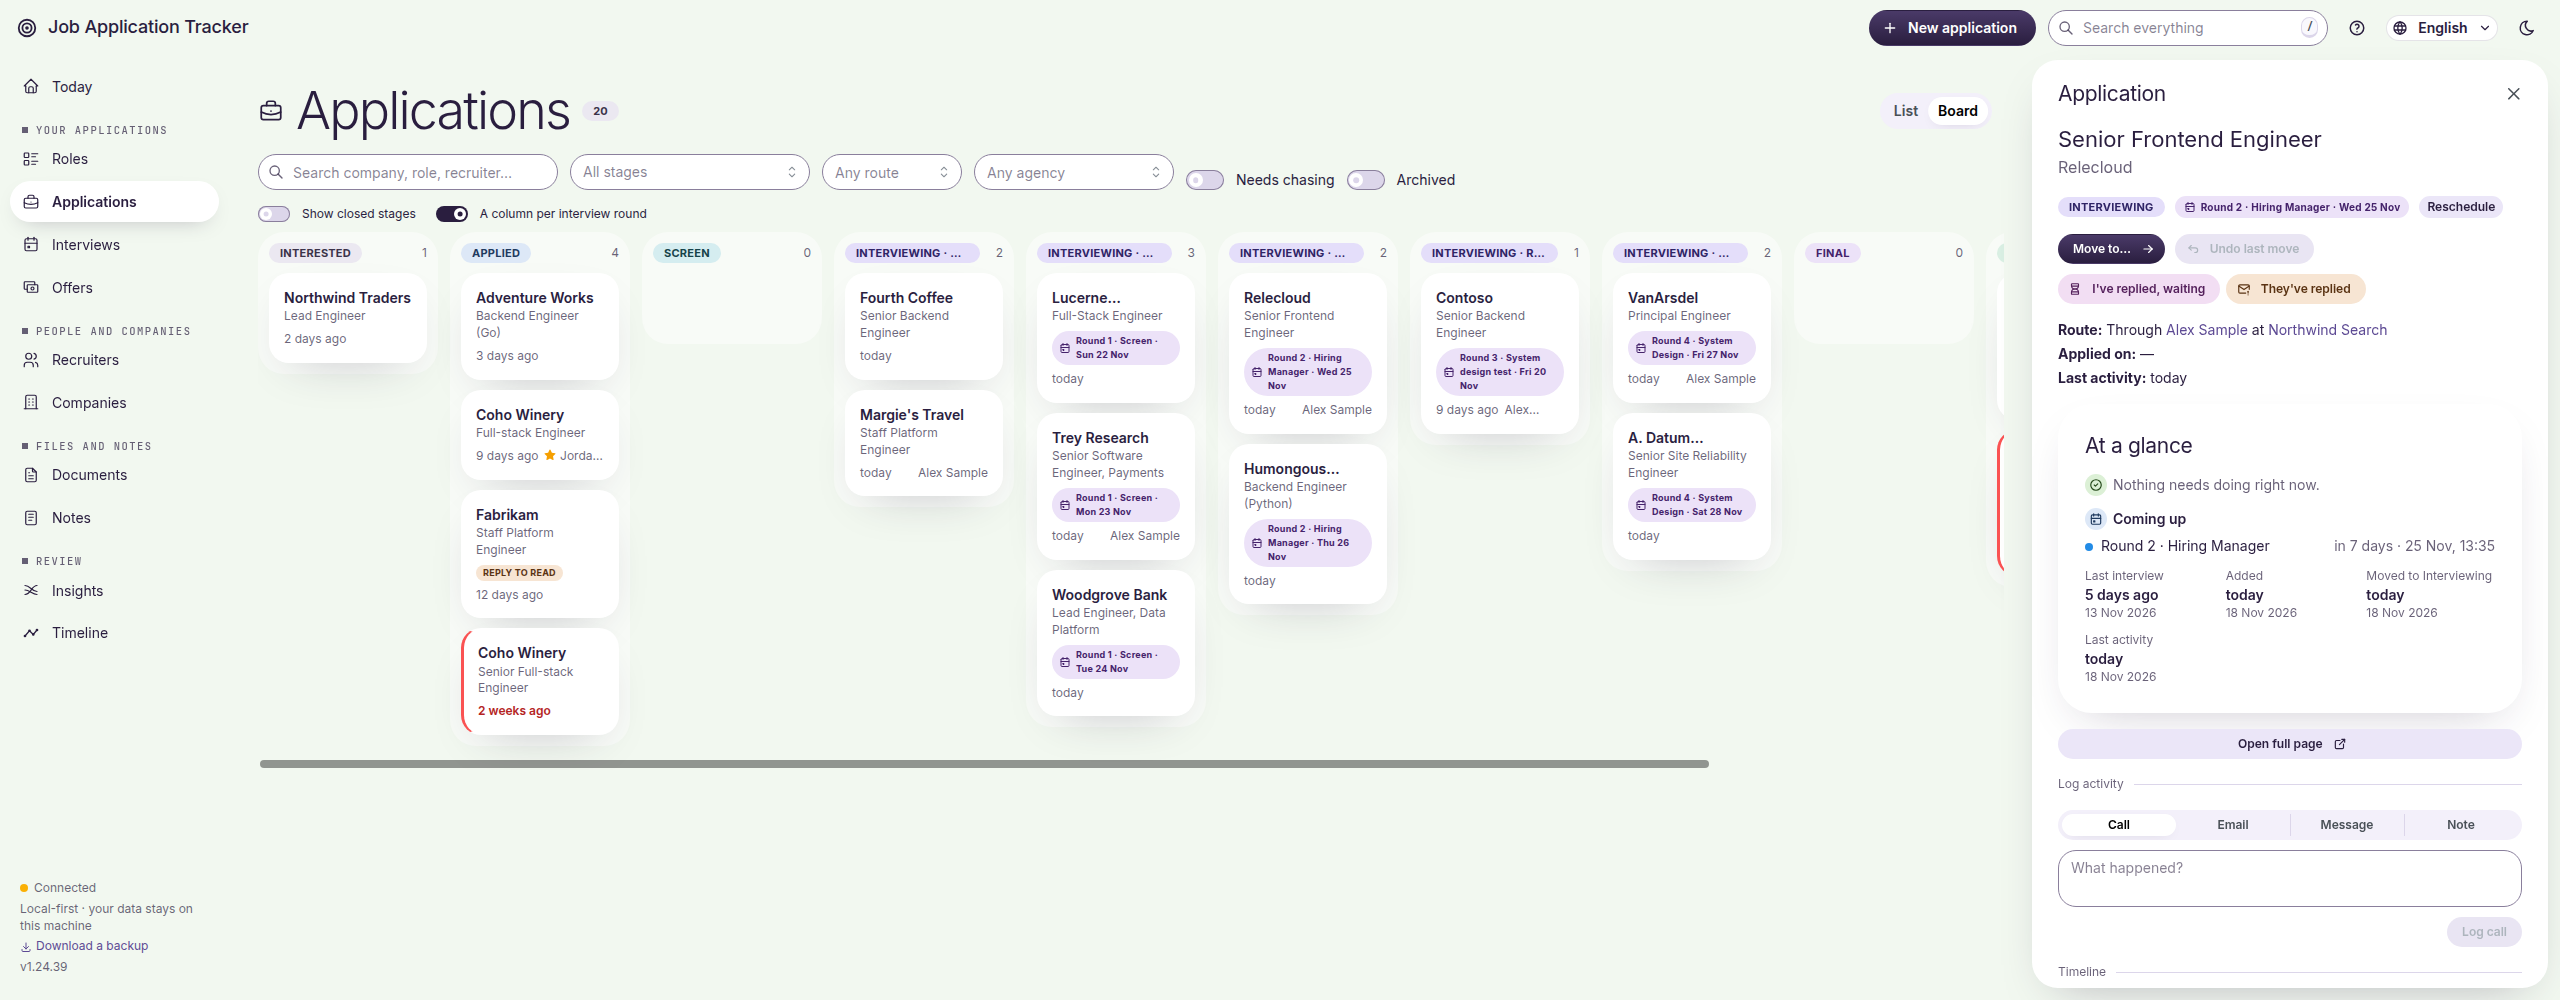 Job Application Tracker
New application
Search everything
/
English
Today
YOUR APPLICATIONS
Roles
Applications
Interviews
Offers
PEOPLE AND COMPANIES
Recruiters
Companies
FILES AND NOTES
Documents
Notes
REVIEW
Insights
Timeline
Connected
Local-first · your data stays on
this machine
Download a backup
v1.24.39
Applications 20
List Board
Search company, role, recruiter...
All stages
Any route
Any agency
Needs chasing
Archived
Show closed stages
A column per interview round
INTERESTED 1
Northwind Traders
Lead Engineer
2 days ago
APPLIED 4
Adventure Works
Backend Engineer
(Go)
3 days ago
Coho Winery
Full-stack Engineer
9 days ago Jorda...
Fabrikam
Staff Platform
Engineer
REPLY TO READ
12 days ago
Coho Winery
Senior Full-stack
Engineer
2 weeks ago
SCREEN 0
INTERVIEWING · ... 2
Fourth Coffee
Senior Backend
Engineer
today
Margie's Travel
Staff Platform
Engineer
today Alex Sample
INTERVIEWING · ... 3
Lucerne...
Full-Stack Engineer
Round 1 · Screen ·
Sun 22 Nov
today
Trey Research
Senior Software
Engineer, Payments
Round 1 · Screen ·
Mon 23 Nov
today Alex Sample
Woodgrove Bank
Lead Engineer, Data
Platform
Round 1 · Screen ·
Tue 24 Nov
today
INTERVIEWING · ... 2
Relecloud
Senior Frontend
Engineer
Round 2 · Hiring
Manager · Wed 25
Nov
today Alex Sample
Humongous...
Backend Engineer
(Python)
Round 2 · Hiring
Manager · Thu 26
Nov
today
INTERVIEWING · R... 1
Contoso
Senior Backend
Engineer
Round 3 · System
design test · Fri 20
Nov
9 days ago Alex...
INTERVIEWING · ... 2
VanArsdel
Principal Engineer
Round 4 · System
Design · Fri 27 Nov
today Alex Sample
A. Datum...
Senior Site Reliability
Engineer
Round 4 · System
Design · Sat 28 Nov
today
FINAL 0
Application
Senior Frontend Engineer
Relecloud
INTERVIEWING Round 2 · Hiring Manager · Wed 25 Nov Reschedule
Move to... Undo last move
I've replied, waiting They've replied
Route: Through Alex Sample at Northwind Search
Applied on: —
Last activity: today
At a glance
Nothing needs doing right now.
Coming up
Round 2 · Hiring Manager in 7 days · 25 Nov, 13:35
Last interview Added Moved to Interviewing
5 days ago today today
13 Nov 2026 18 Nov 2026 18 Nov 2026
Last activity
today
18 Nov 2026
Open full page
Log activity
Call Email Message Note
What happened?
Log call
Timeline